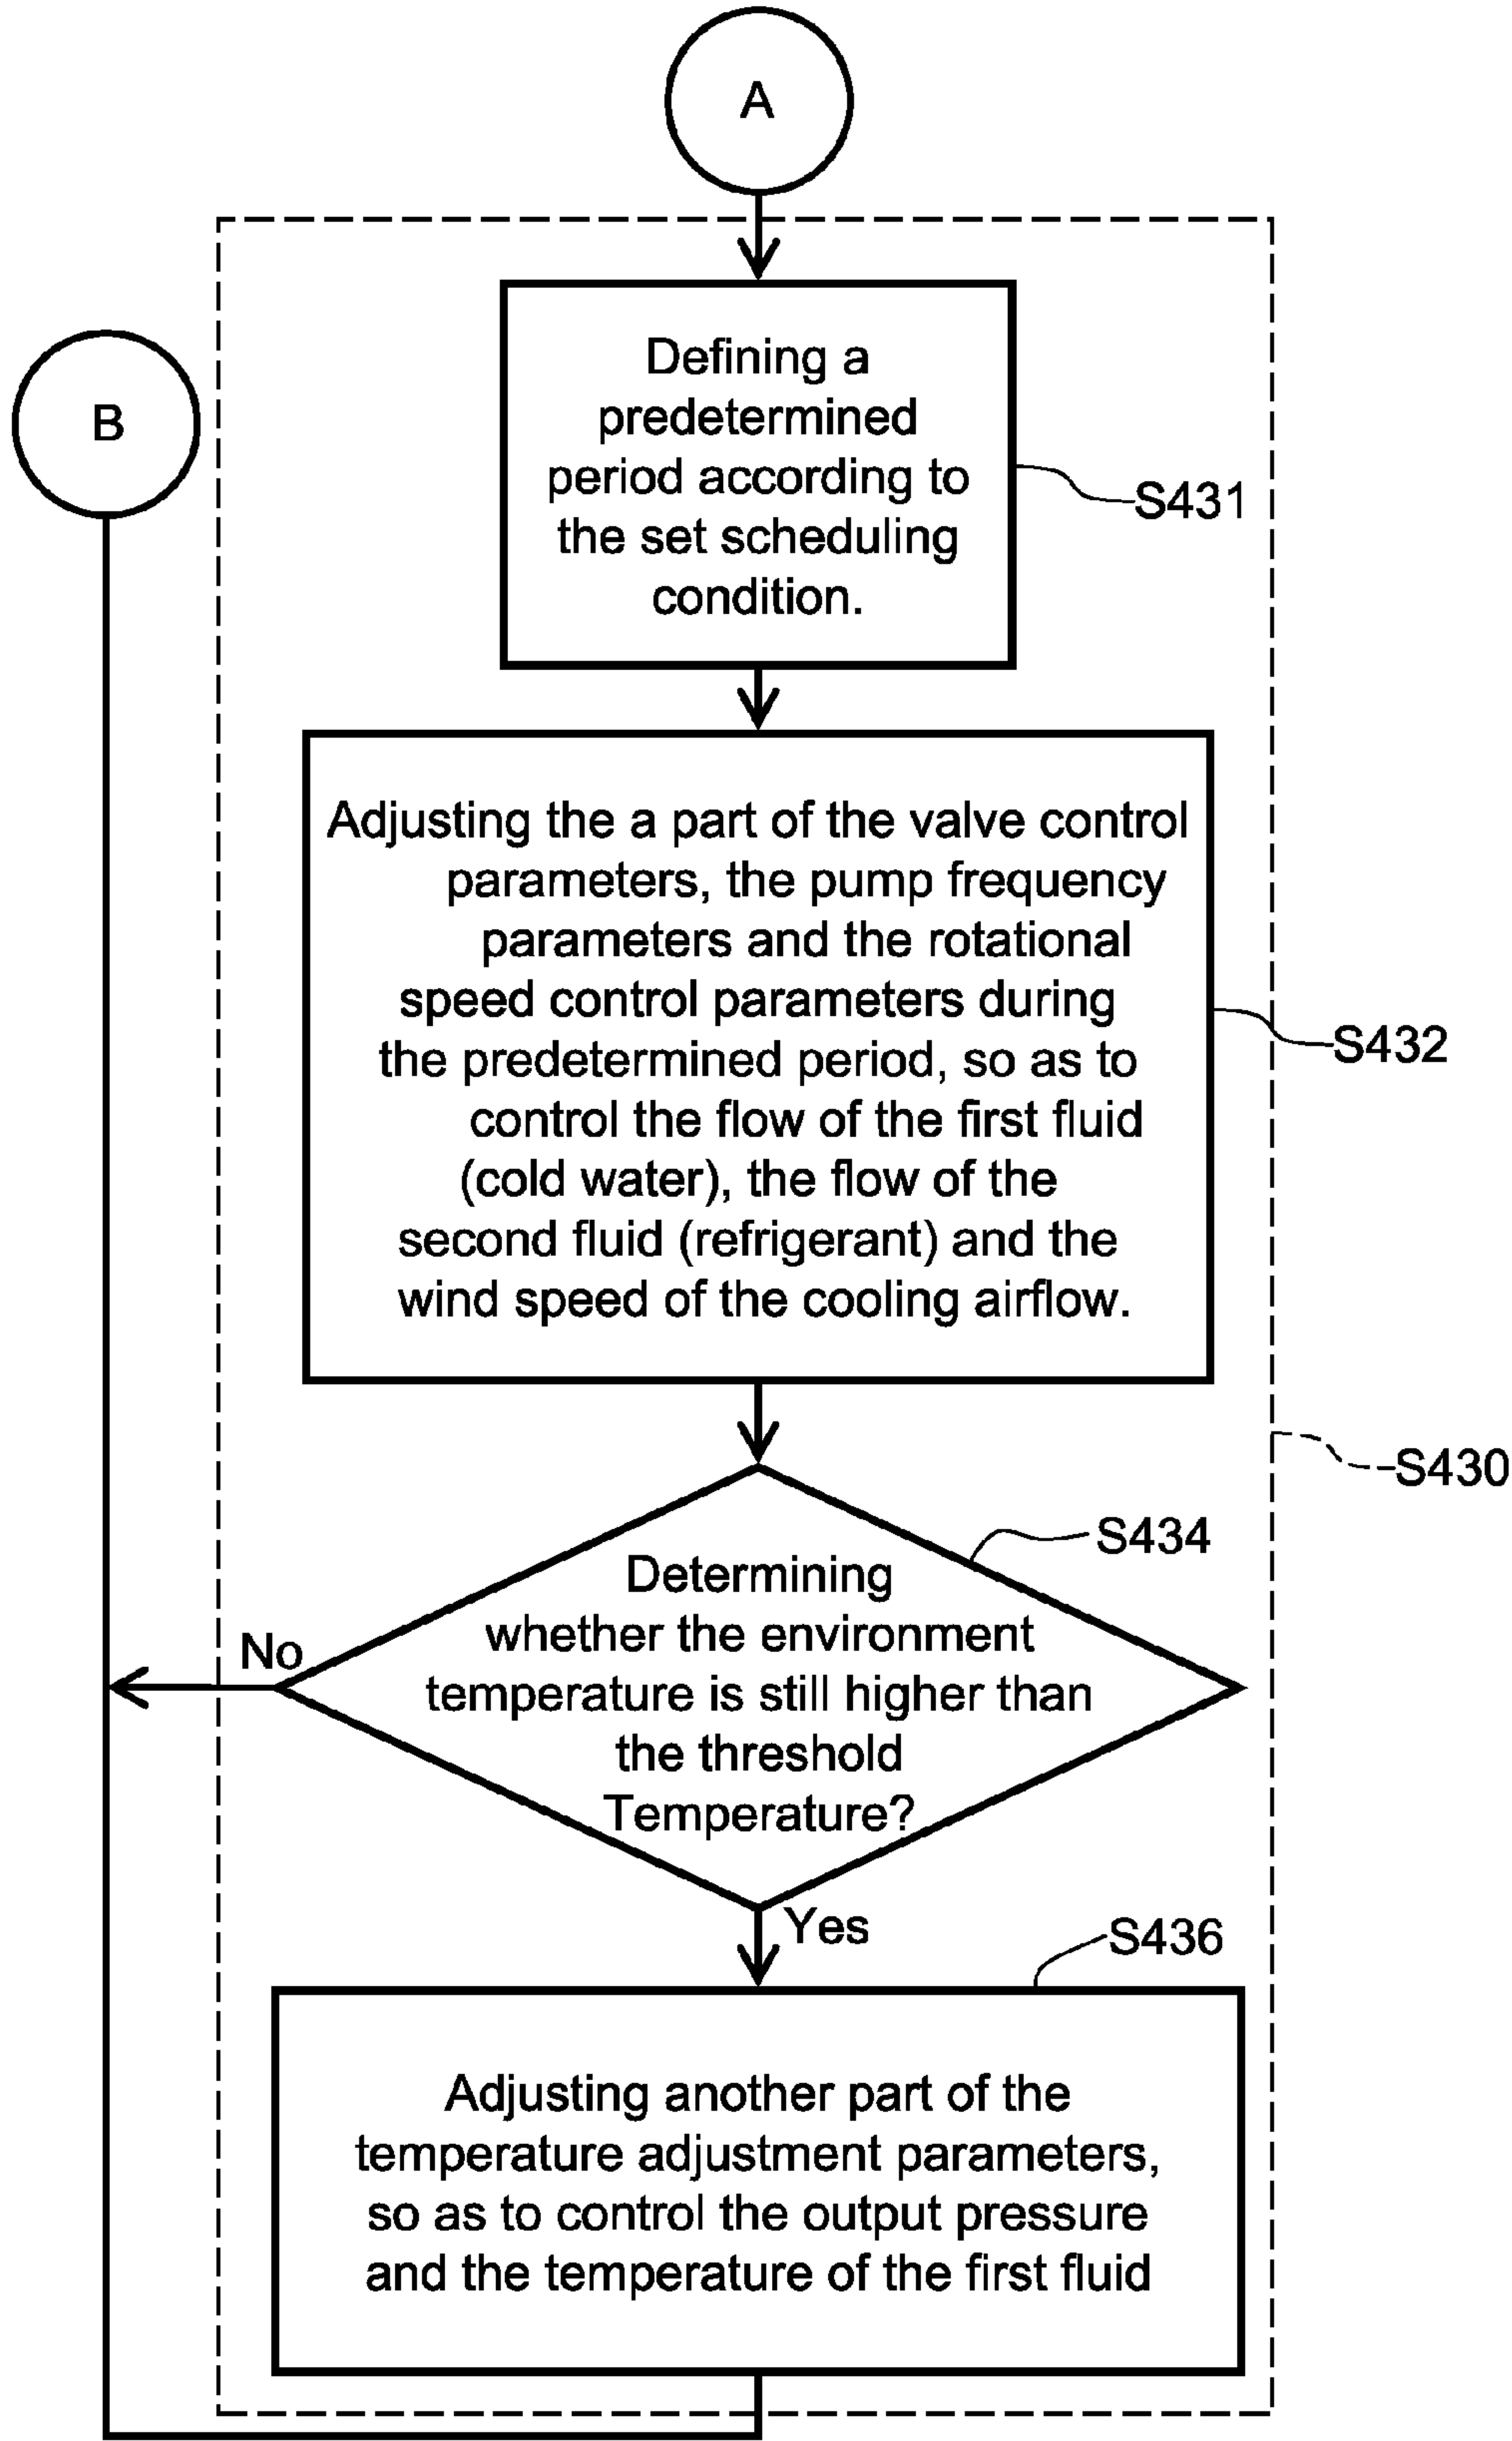 A
B
Defining a
predetermined
period according to
the set scheduling
condition.
S431
Adjusting the a part of the valve control
parameters, the pump frequency
parameters and the rotational
speed control parameters during
the predetermined period, so as to
control the flow of the first fluid
(cold water), the flow of the
second fluid (refrigerant) and the
wind speed of the cooling airflow.
S432
S430
S434
Determining
whether the environment
temperature is still higher than
the threshold
Temperature?
No
Yes
S436
Adjusting another part of the
temperature adjustment parameters,
so as to control the output pressure
and the temperature of the first fluid